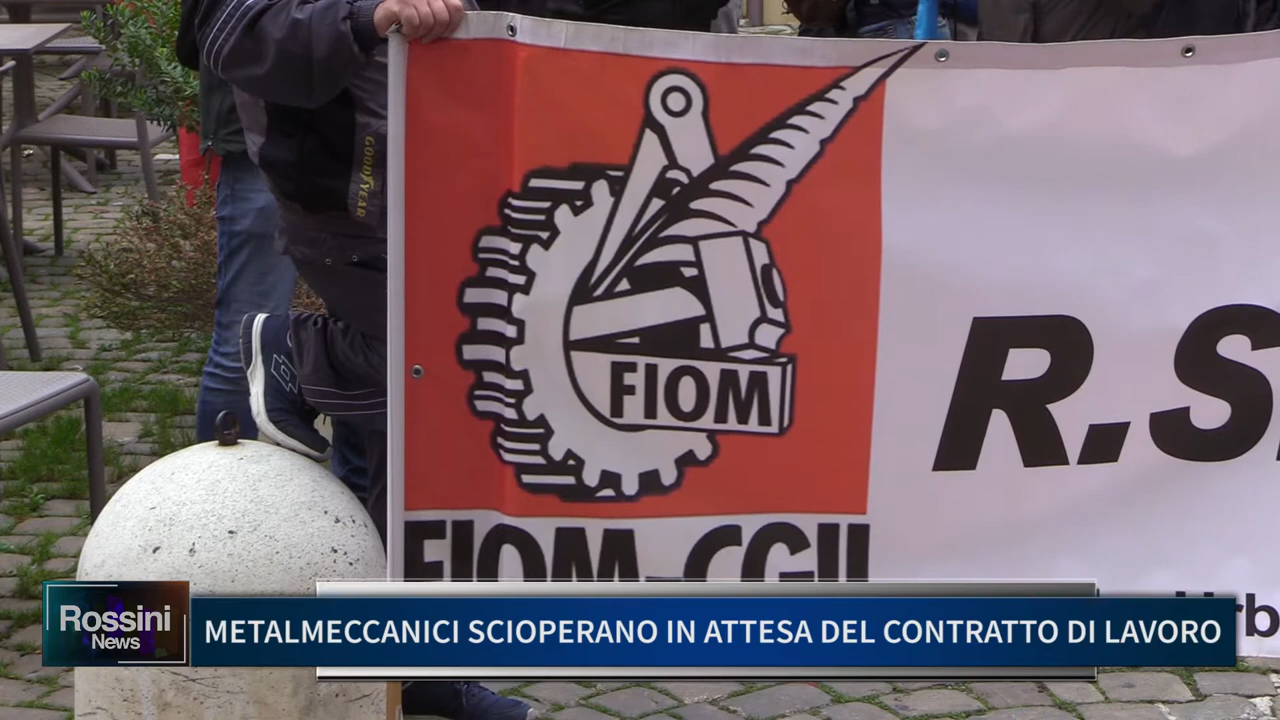 GOODYEAR
FIOM
FIOM-CGIL
R.S
Rossini
News
METALMECCANICI SCIOPERANO IN ATTESA DEL CONTRATTO DI LAVORO